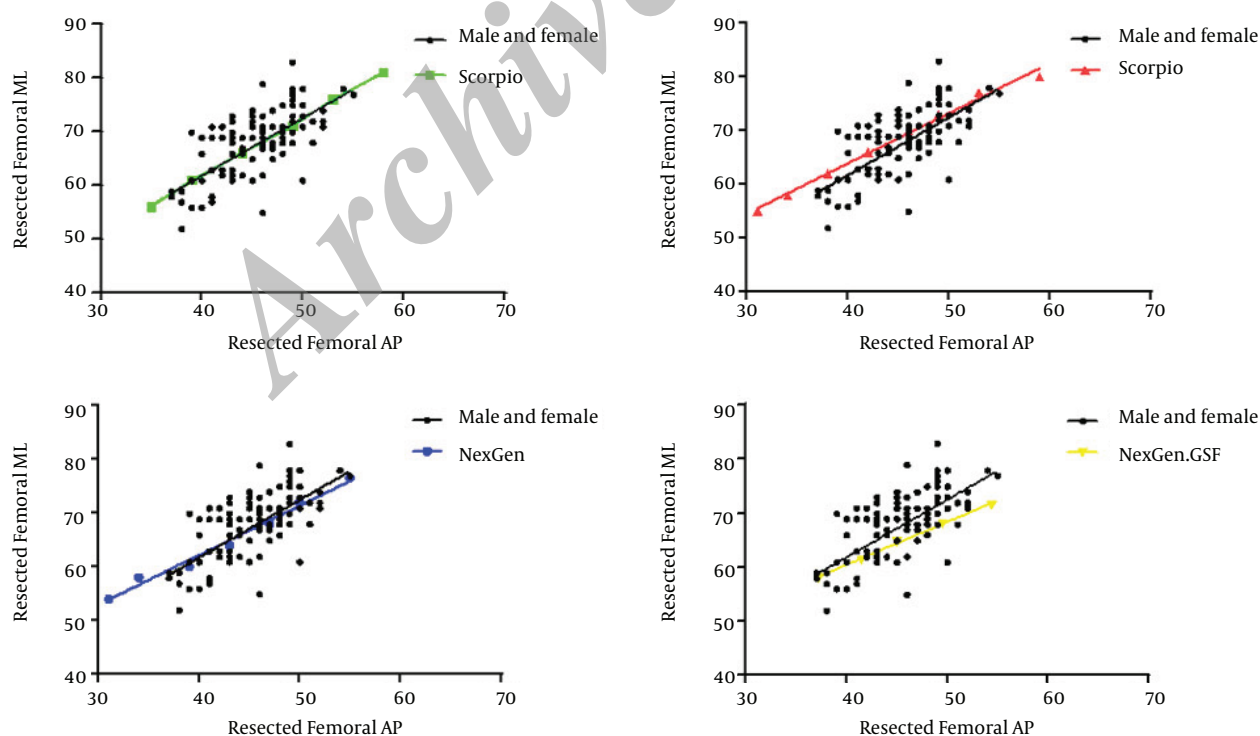 90
80
70
60
50
40
30 40 50 60 70
Resected Femoral ML
Resected Femoral AP
Male and female
Scorpio
90
80
70
60
50
40
30 40 50 60 70
Resected Femoral ML
Resected Femoral AP
Male and female
Scorpio
90
80
70
60
50
40
30 40 50 60 70
Resected Femoral ML
Resected Femoral AP
Male and female
NexGen
90
80
70
60
50
40
30 40 50 60 70
Resected Femoral ML
Resected Femoral AP
Male and female
NexGen.GSF
Archive